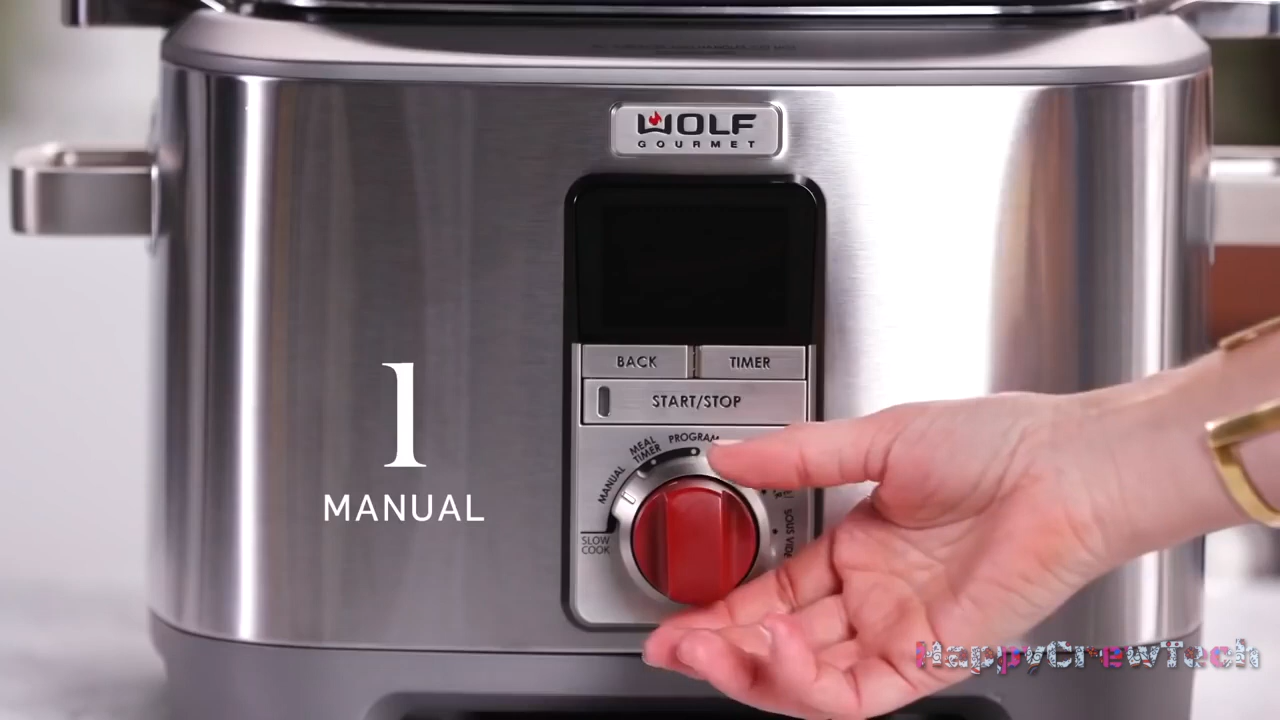 WOLF
GOURMET
BACK
TIMER
START/STOP
MEAL
TIMER
PROGRAM
MANUAL
SLOW
COOK
SOUS VIDE
1
MANUAL
HappyCrewTech